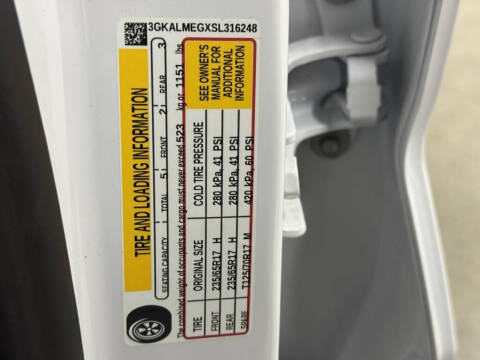 3GKALMEGXSL316248
TIRE AND LOADING INFORMATION
SEATING CAPACITY TOTAL 5 FRONT 2 REAR 3
The combined weight of occupants and cargo must never exceed 523 kg or 1151 lbs
TIRE ORIGINAL SIZE COLD TIRE PRESSURE
FRONT 235/65R17 H 280 kPa, 41 PSI
REAR 235/65R17 H 280 kPa, 41 PSI
SPARE T125/70R17 M 420 kPa, 60 PSI
SEE OWNER'S
MANUAL FOR
ADDITIONAL
INFORMATION